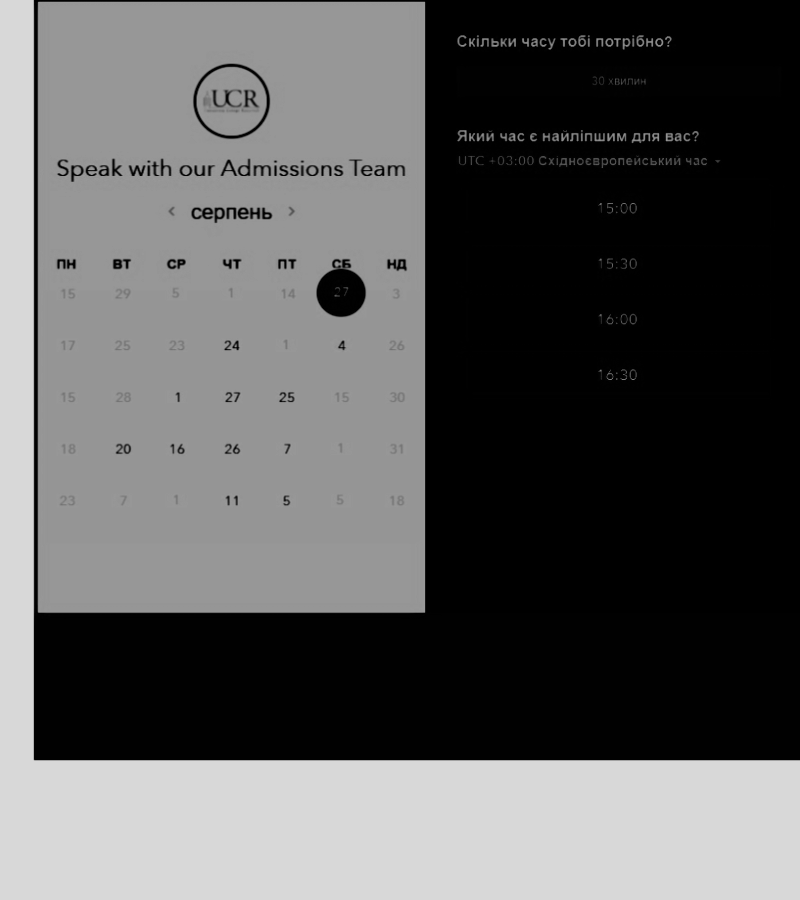 UCR
Speak with our Admissions Team
серпень
ПН ВТ СР ЧТ ПТ СБ НД
15 29 5 1 14 27 3
17 25 23 24 1 4 26
15 28 1 27 25 15 30
18 20 16 26 7 1 31
23 7 1 11 5 5 18
Скільки часу тобі потрібно?
30 хвилин
Який час є найліпшим для вас?
UTC +03:00 Східноєвропейський час
15:00
15:30
16:00
16:30